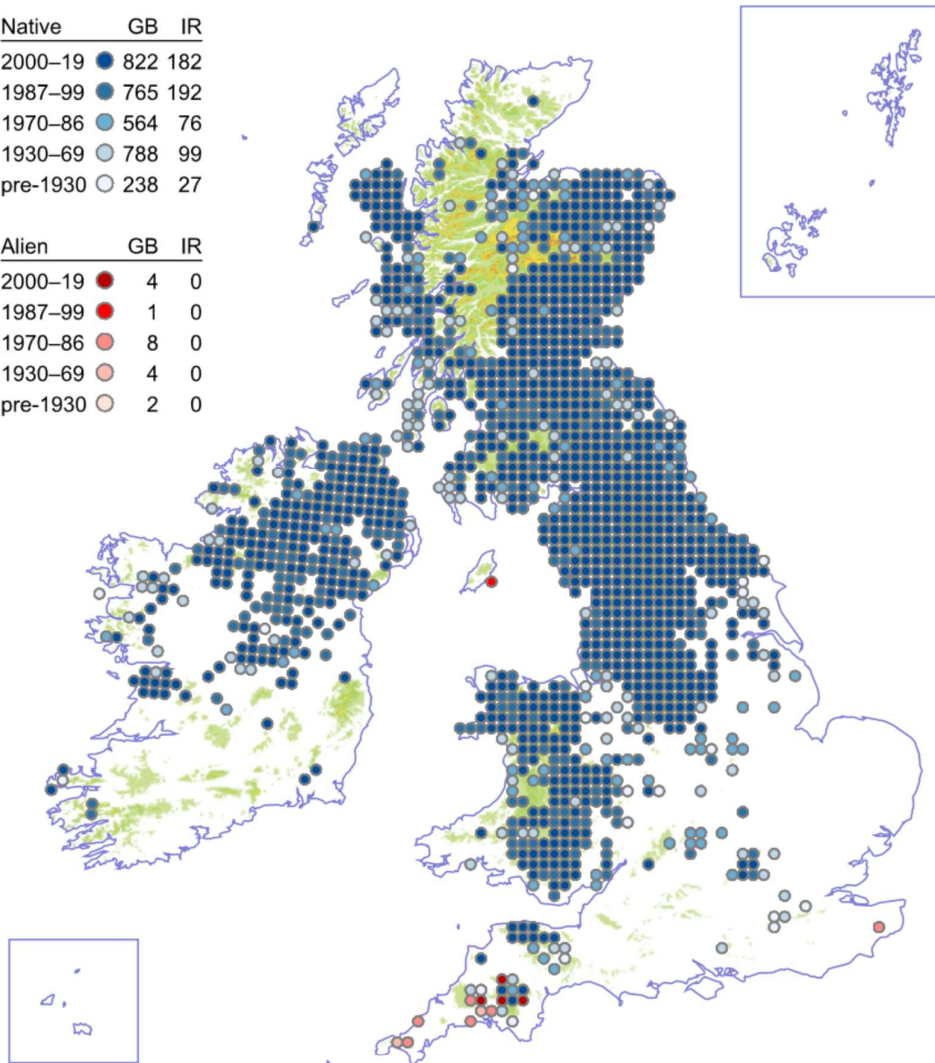 Native GB IR
2000–19 822 182
1987–99 765 192
1970–86 564 76
1930–69 788 99
pre-1930 238 27
Alien GB IR
2000–19 4 0
1987–99 1 0
1970–86 8 0
1930–69 4 0
pre-1930 2 0